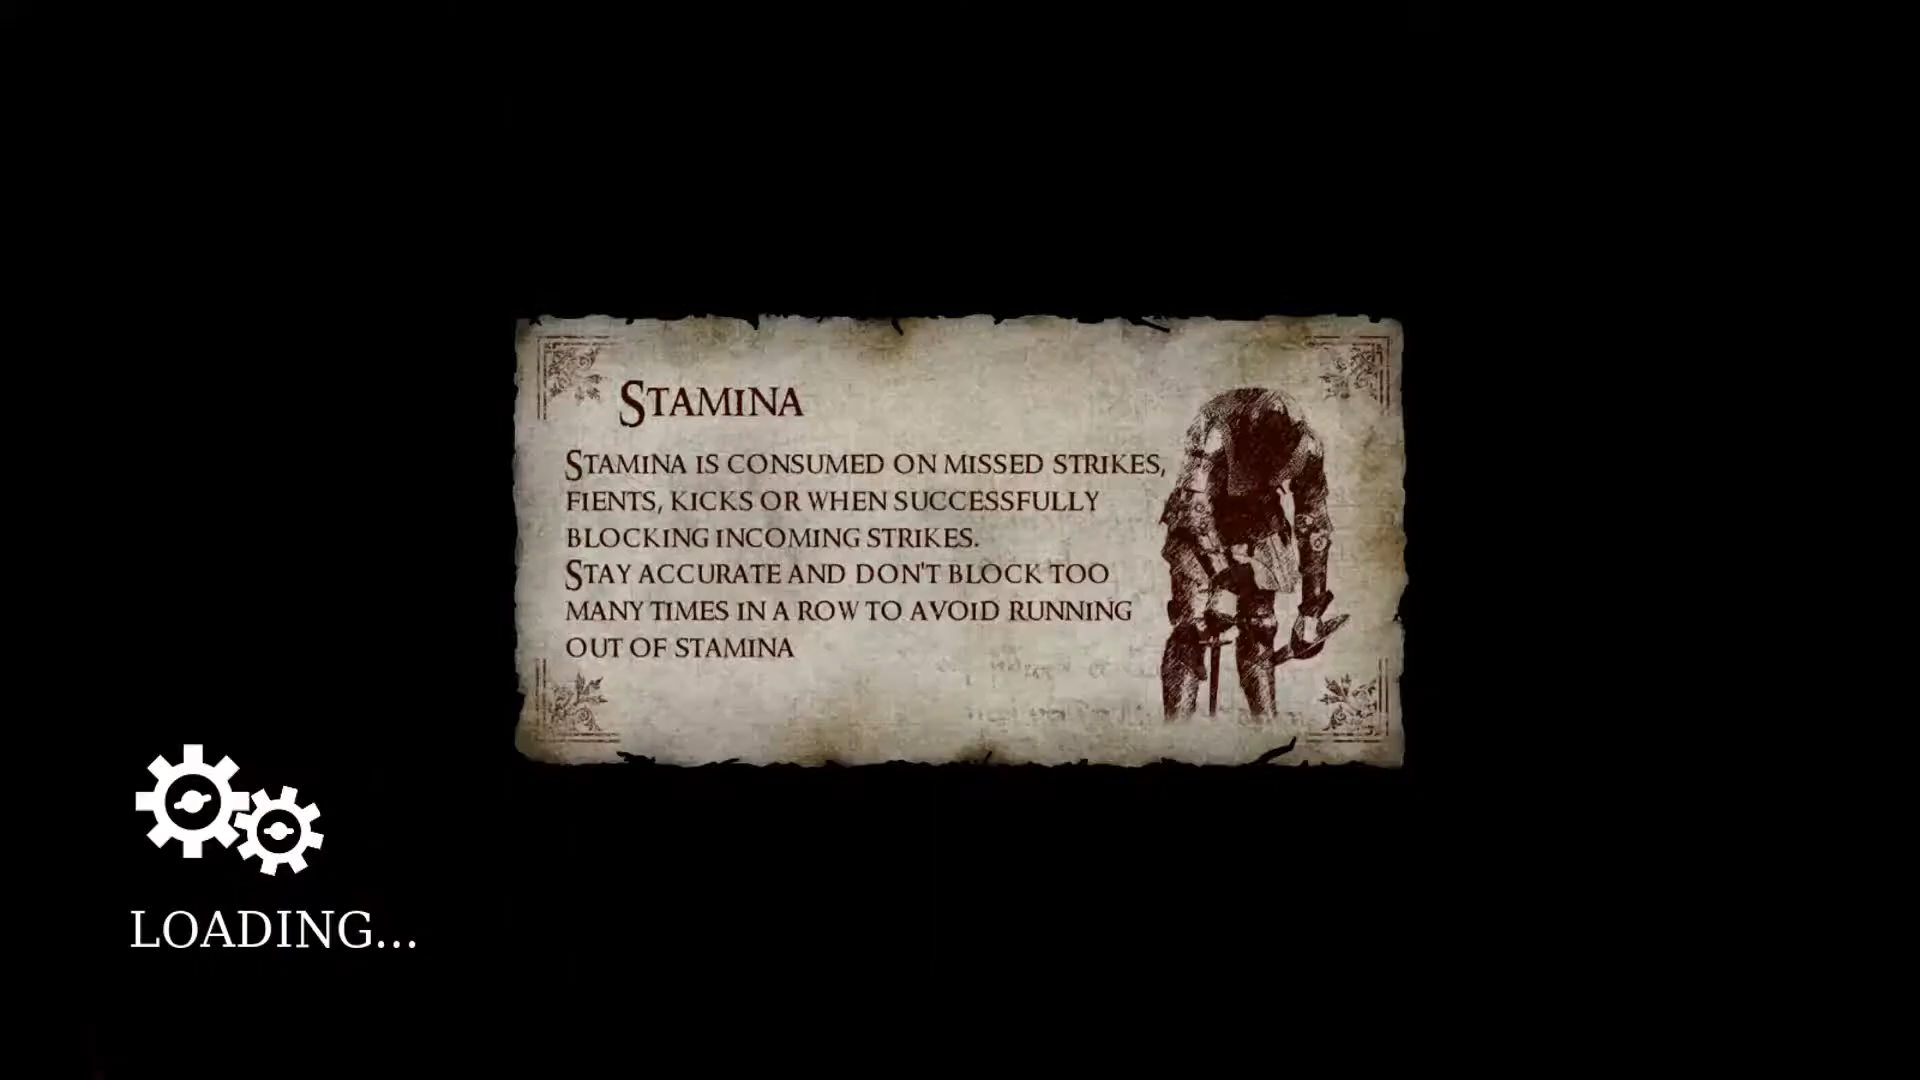 STAMINA
STAMINA IS CONSUMED ON MISSED STRIKES,
FIENTS, KICKS OR WHEN SUCCESSFULLY
BLOCKING INCOMING STRIKES.
STAY ACCURATE AND DON'T BLOCK TOO
MANY TIMES IN A ROW TO AVOID RUNNING
OUT OF STAMINA
LOADING...